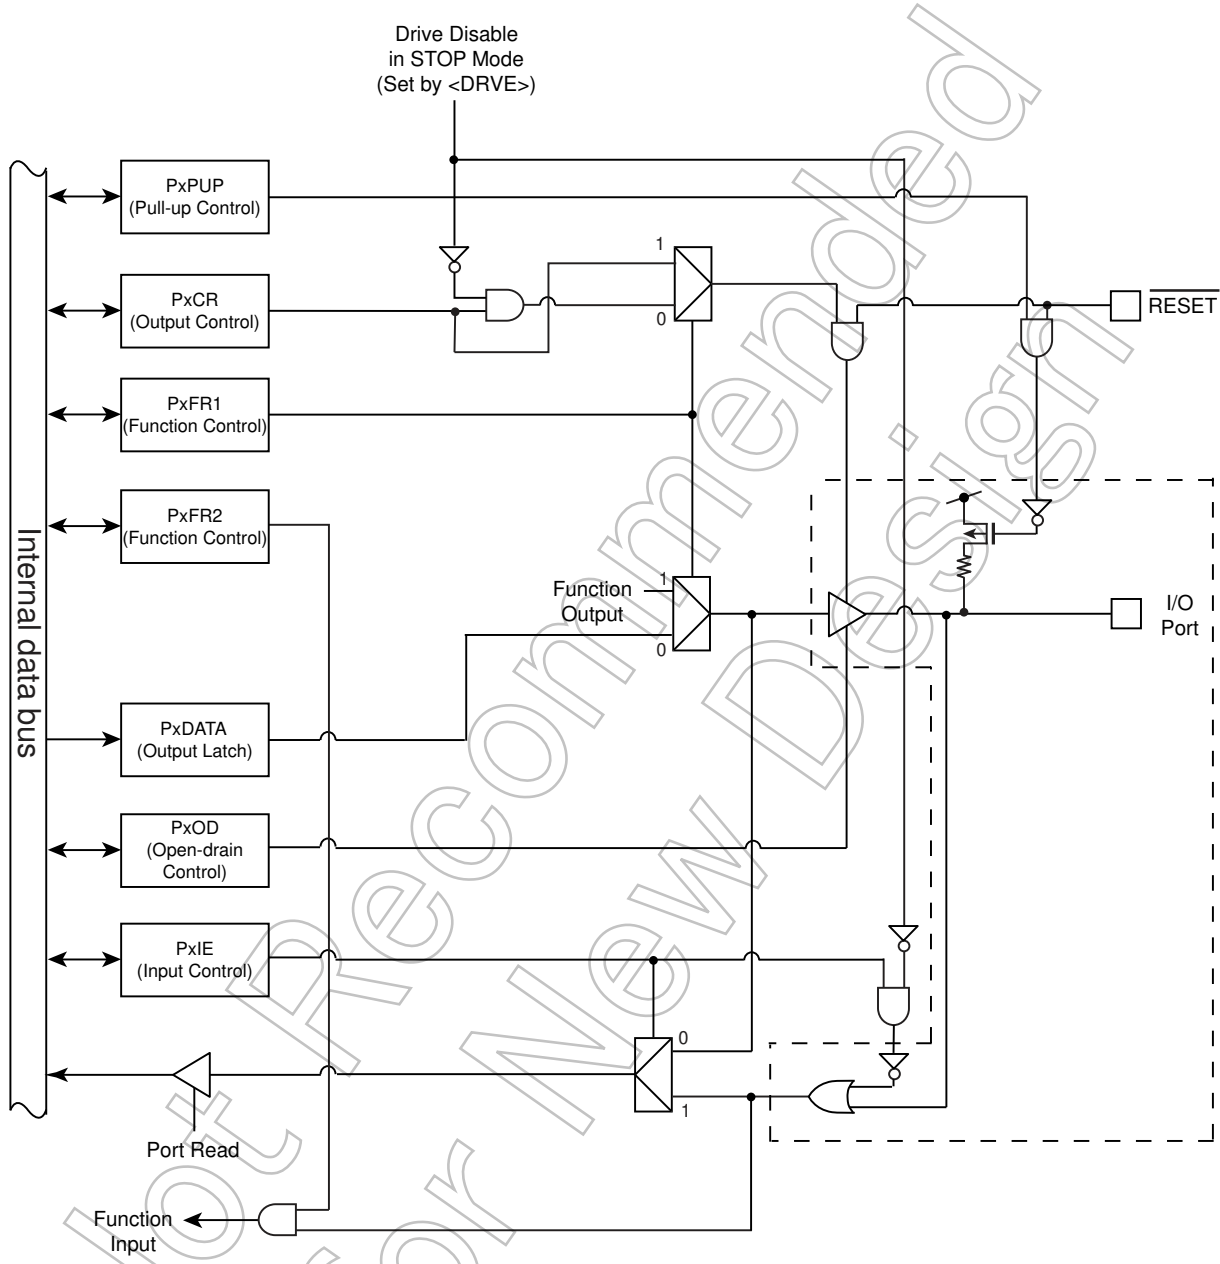 Drive Disable
in STOP Mode
(Set by <DRVE>)
PxPUP
(Pull-up Control)
1
PxCR
(Output Control)
0
RESET
PxFR1
(Function Control)
PxFR2
(Function Control)
Internal data bus
Function
Output
1
0
I/O
Port
PxDATA
(Output Latch)
PxOD
(Open-drain
Control)
PxIE
(Input Control)
0
1
Port Read
Function
Input
Not Recommended
for New Design